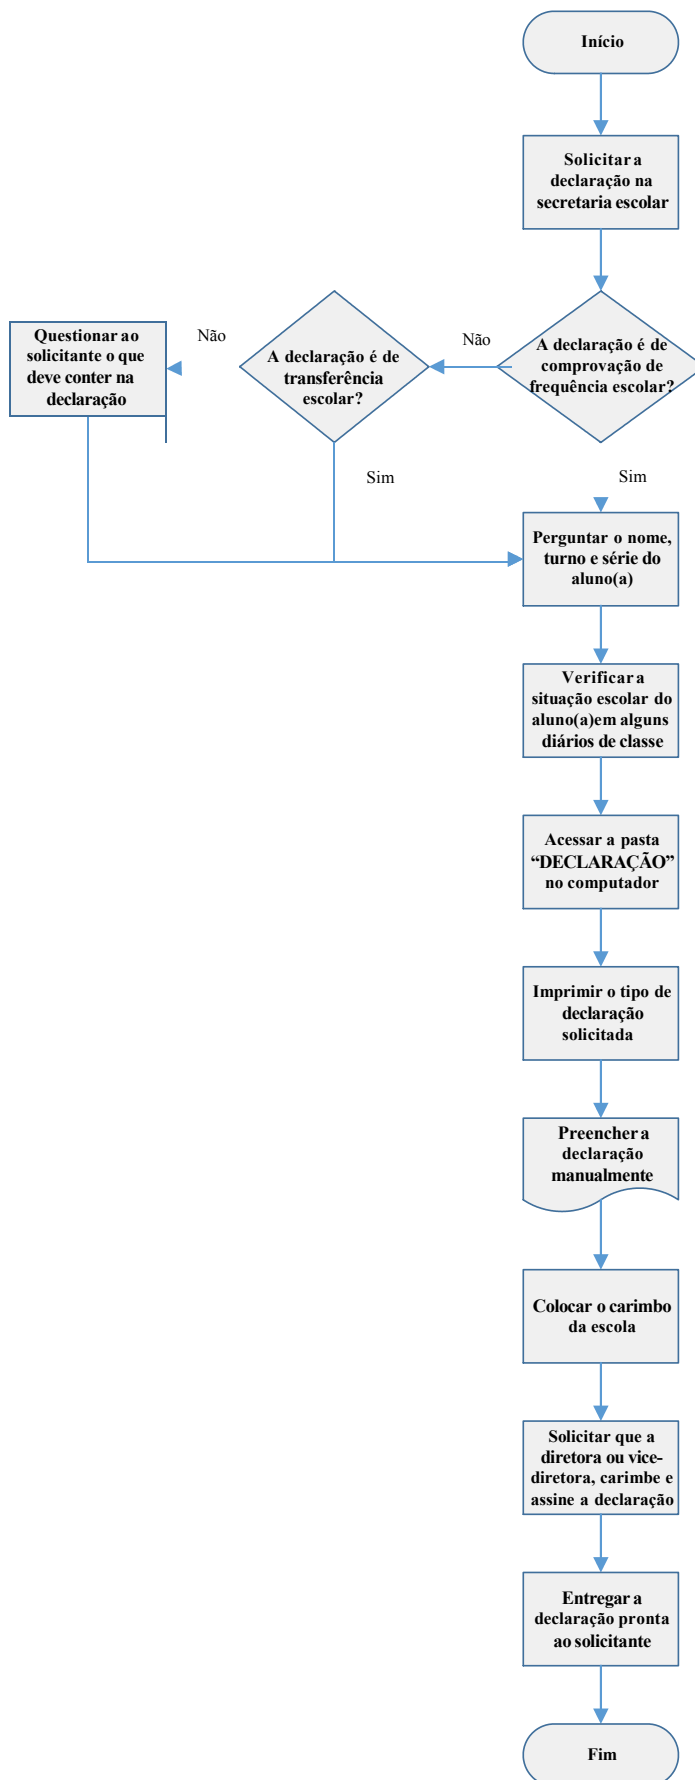 Início
Solicitar a
declaração na
secretaria escolar
A declaração é de
comprovação de
frequência escolar?
Não
A declaração é de
transferência
escolar?
Não
Questionar ao
solicitante o que
deve conter na
declaração
Sim
Sim
Perguntar o nome,
turno e série do
aluno(a)
Verificar a
situação escolar do
aluno(a)em alguns
diários de classe
Acessar a pasta
“DECLARAÇÃO”
no computador
Imprimir o tipo de
declaração
solicitada
Preencher a
declaração
manualmente
Colocar o carimbo
da escola
Solicitar que a
diretora ou vice-
diretora, carimbe e
assine a declaração
Entregar a
declaração pronta
ao solicitante
Fim